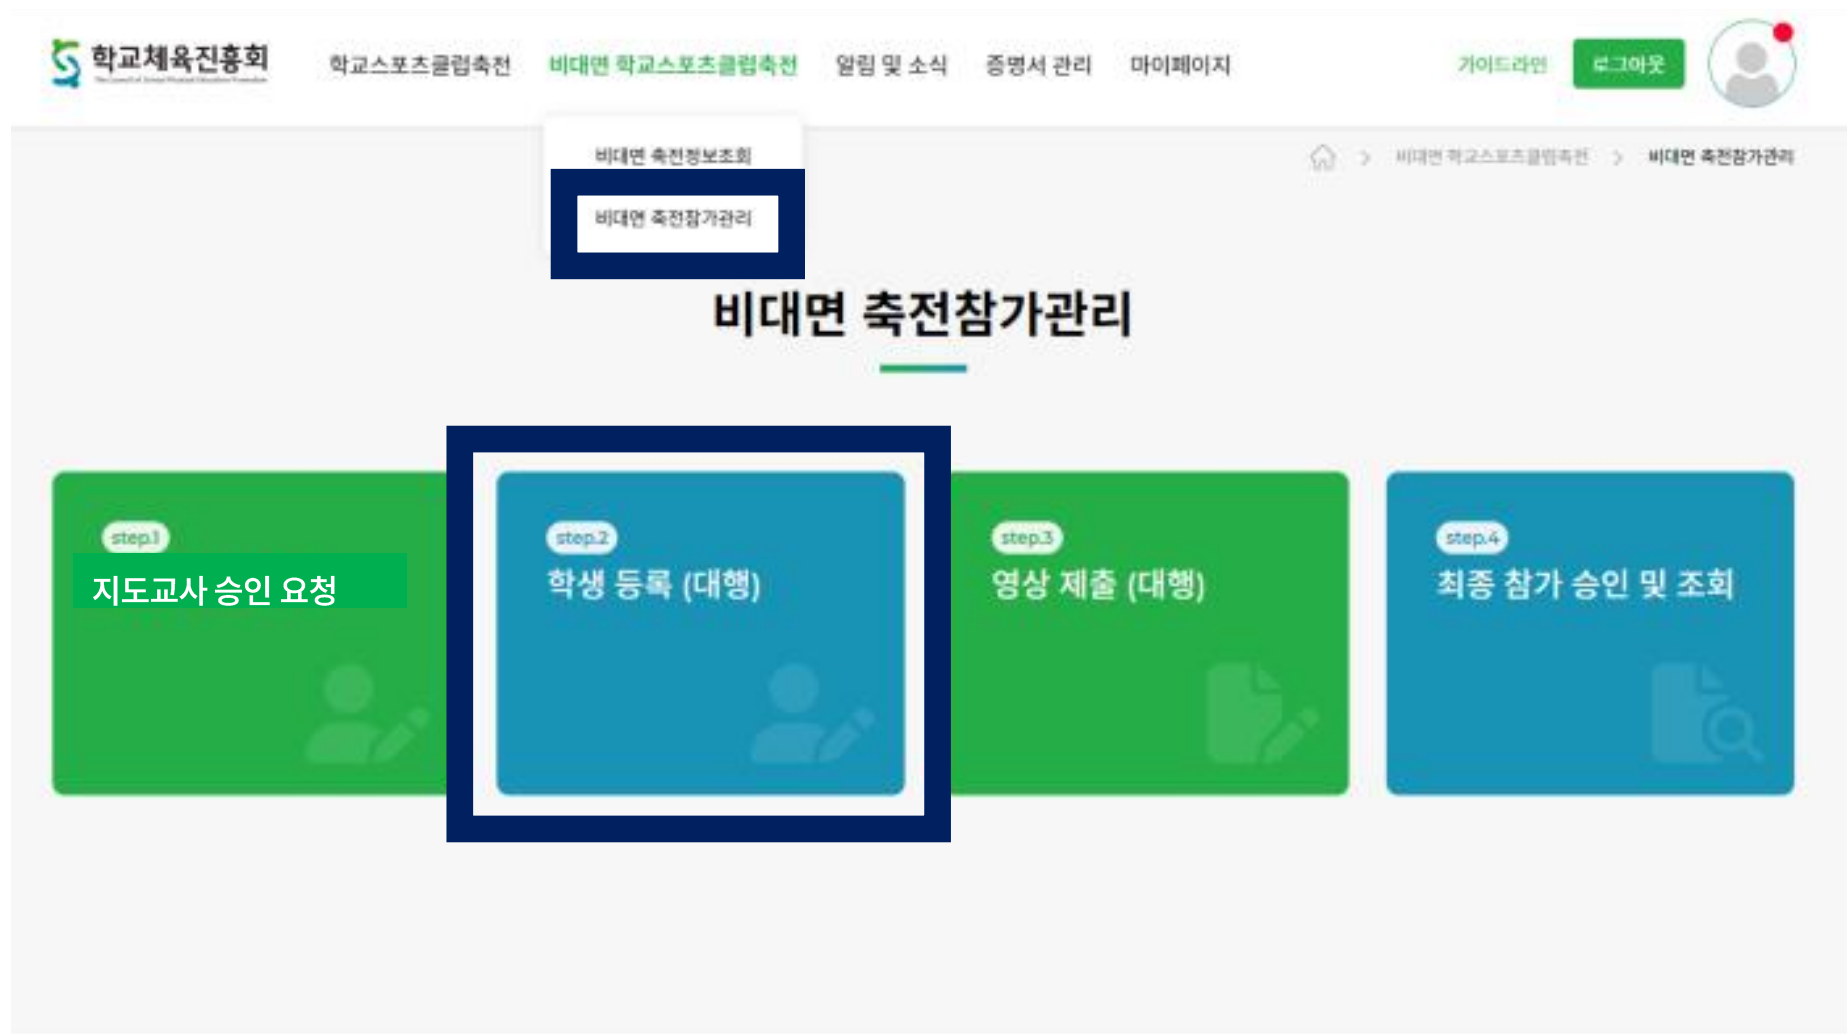 학교체육진흥회
학교스포츠클럽축전 비대면 학교스포츠클럽축전 알림 및 소식 증명서 관리 마이페이지 가이드라인 로그아웃
비대면 축전정보조회
비대면 학교스포츠클럽축전 > 비대면 축전참가관리
비대면 축전참가관리
비대면 축전참가관리
step.1
지도교사 승인 요청
step.2
학생 등록 (대행)
step.3
영상 제출 (대행)
step.4
최종 참가 승인 및 조회